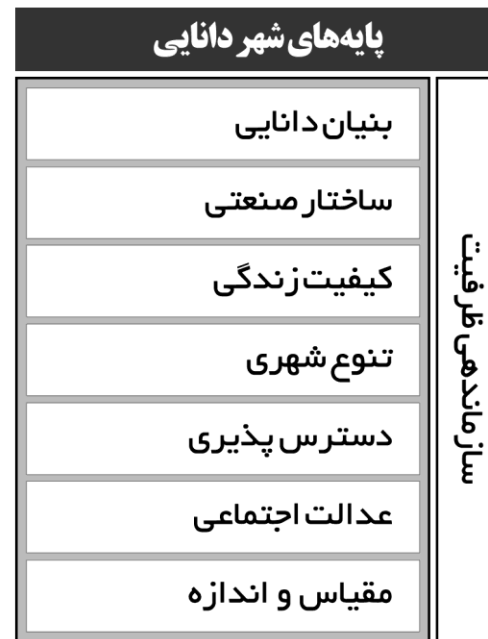 پایه‌های شهر دانایی
سازماندهی ظرفیت
بنیان دانایی
ساختار صنعتی
کیفیت زندگی
تنوع شهری
دسترس پذیری
عدالت اجتماعی
مقیاس و اندازه